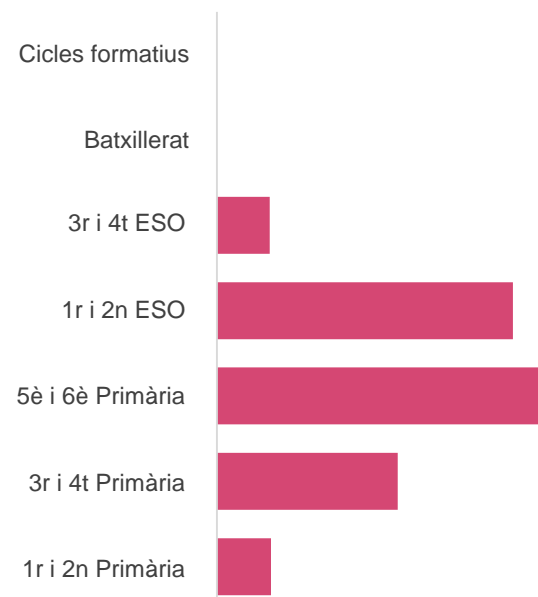 Cicles formatius
Batxillerat
3r i 4t ESO
1r i 2n ESO
5è i 6è Primària
3r i 4t Primària
1r i 2n Primària